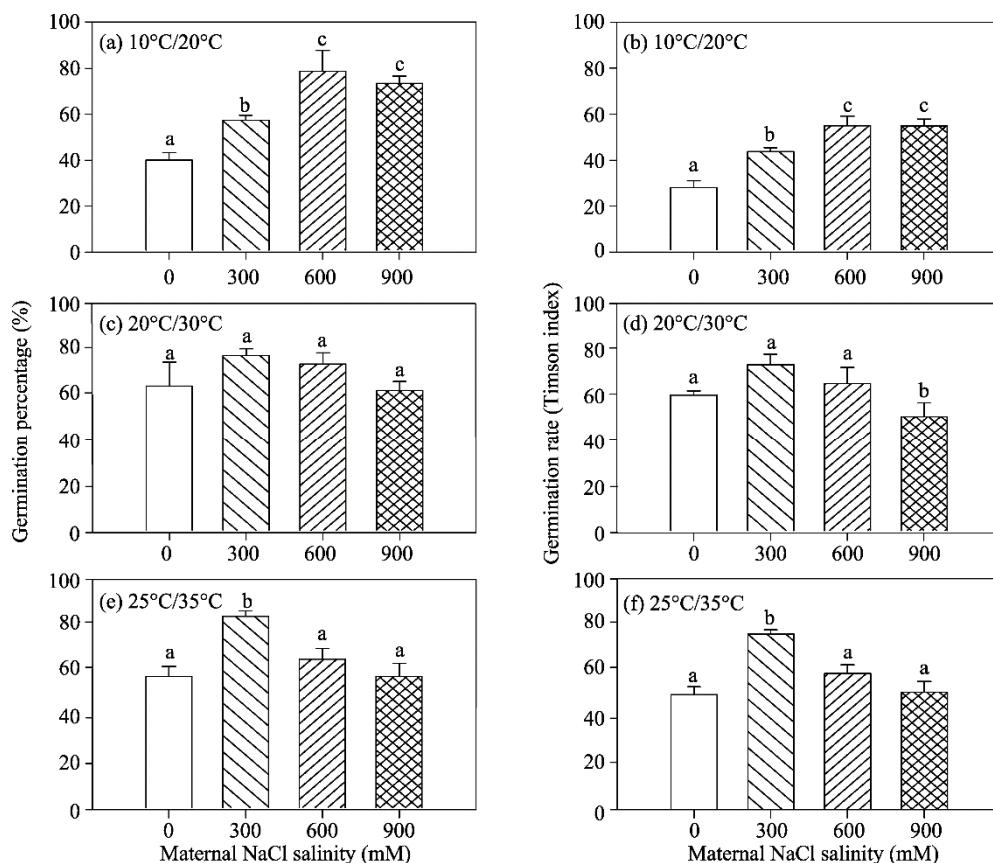 Germination percentage (%)
100
80
60
40
20
0
(a) 10°C/20°C
a
b
c
c
0 300 600 900
100
80
60
40
20
0
(c) 20°C/30°C
a
a
a
a
0 300 600 900
100
80
60
40
20
0
(e) 25°C/35°C
a
b
a
a
0 300 600 900
Maternal NaCl salinity (mM)
Germination rate (Timson index)
100
80
60
40
20
0
(b) 10°C/20°C
a
b
c
c
0 300 600 900
100
80
60
40
20
0
(d) 20°C/30°C
a
a
a
b
0 300 600 900
100
80
60
40
20
0
(f) 25°C/35°C
a
b
a
a
0 300 600 900
Maternal NaCl salinity (mM)